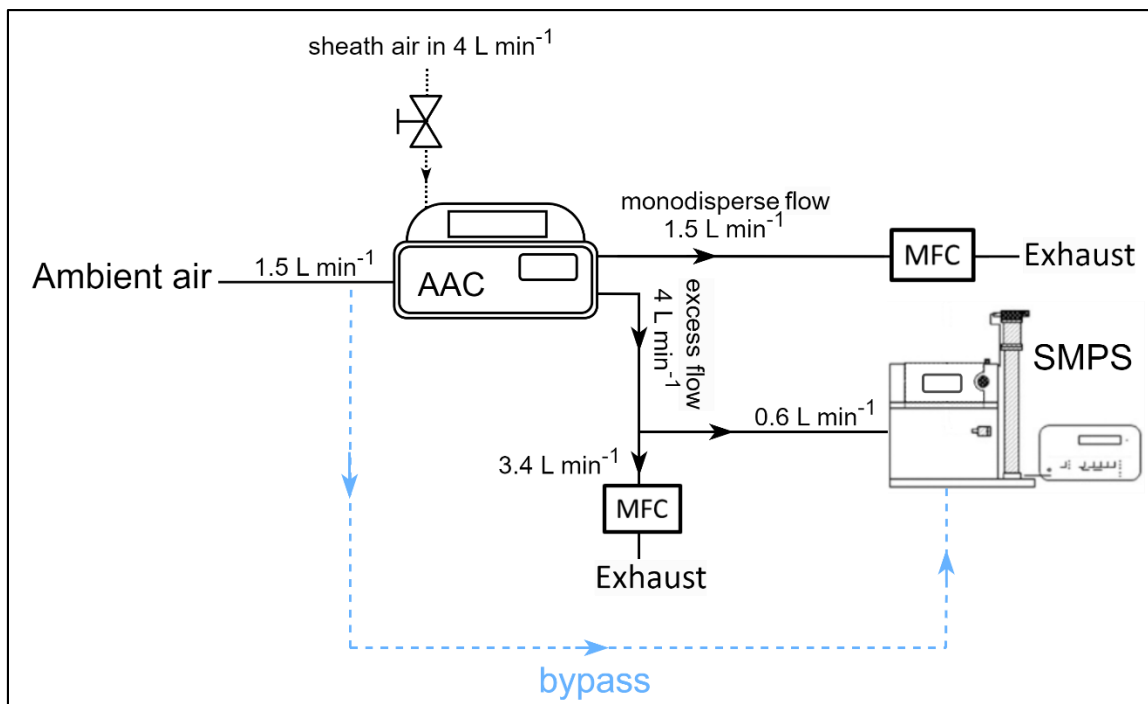 sheath air in 4 L min⁻¹
monodisperse flow
1.5 L min⁻¹
MFC
Exhaust
Ambient air
1.5 L min⁻¹
AAC
excess flow
4 L min⁻¹
SMPS
0.6 L min⁻¹
3.4 L min⁻¹
MFC
Exhaust
bypass